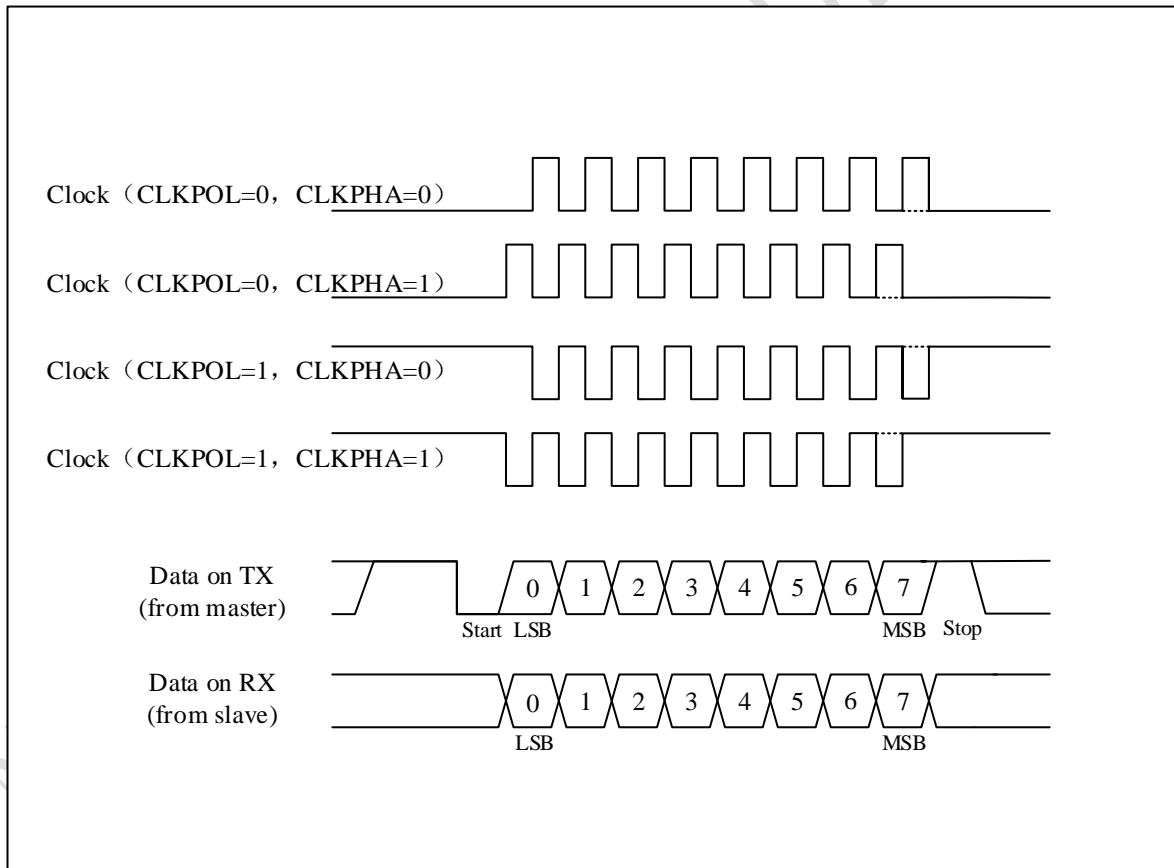 Clock（CLKPOL=0，CLKPHA=0）
Clock（CLKPOL=0，CLKPHA=1）
Clock（CLKPOL=1，CLKPHA=0）
Clock（CLKPOL=1，CLKPHA=1）
Data on TX
(from master)
0 1 2 3 4 5 6 7
Start LSB MSB Stop
Data on RX
(from slave)
0 1 2 3 4 5 6 7
LSB MSB